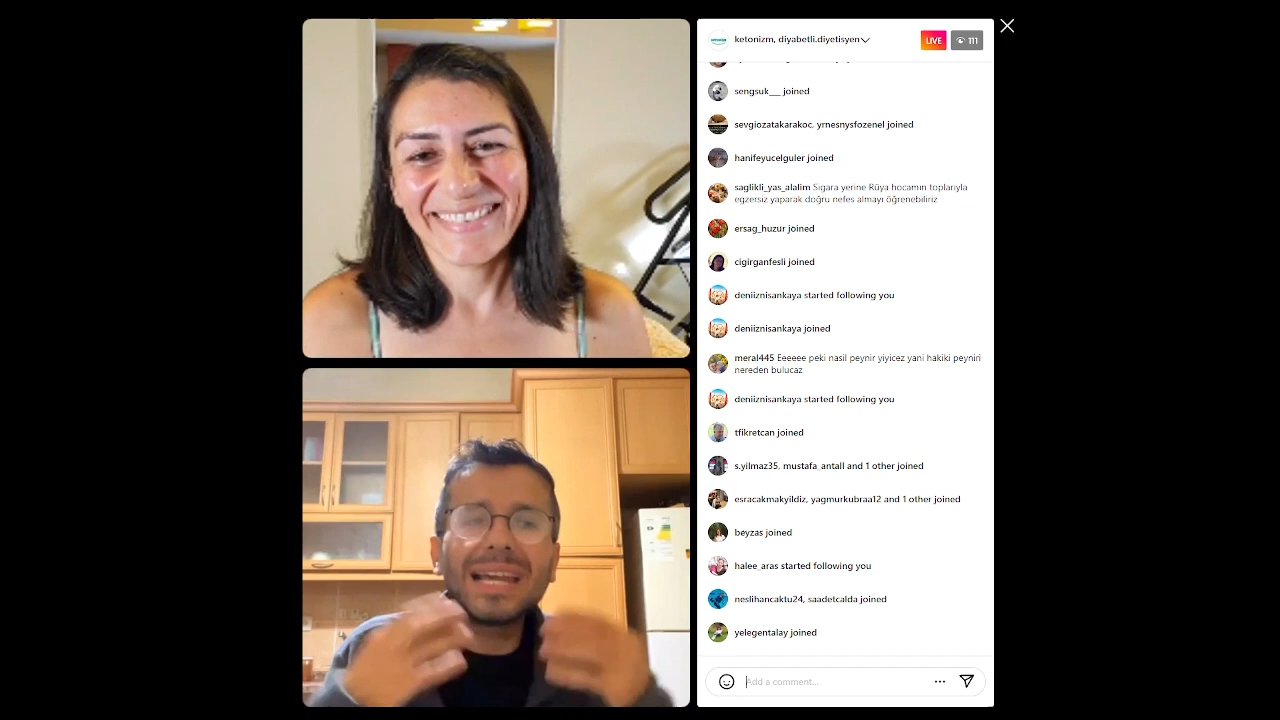 ketonizm, diyabetli.diyetisyen
LIVE
111
sengsuk___ joined
sevgiozatakarakoc, yrnesnysfozenel joined
hanifeyucelguler joined
saglikli_yas_alalim Sigara yerine Rüya hocamın toplarıyla
egzersiz yaparak doğru nefes almayı öğrenebiliriz
ersag_huzur joined
cigirganfesli joined
deniiznisankaya started following you
deniiznisankaya joined
meral445 Eeeeee peki nasil peynir yiyicez yani hakiki peyniri
nereden bulucaz
deniiznisankaya started following you
tfikretcan joined
s.yilmaz35, mustafa_antall and 1 other joined
esracakmakyildiz, yagmurkubraa12 and 1 other joined
beyzas joined
halee_aras started following you
neslihancaktu24, saadetcalda joined
yelegentalay joined
Add a comment...